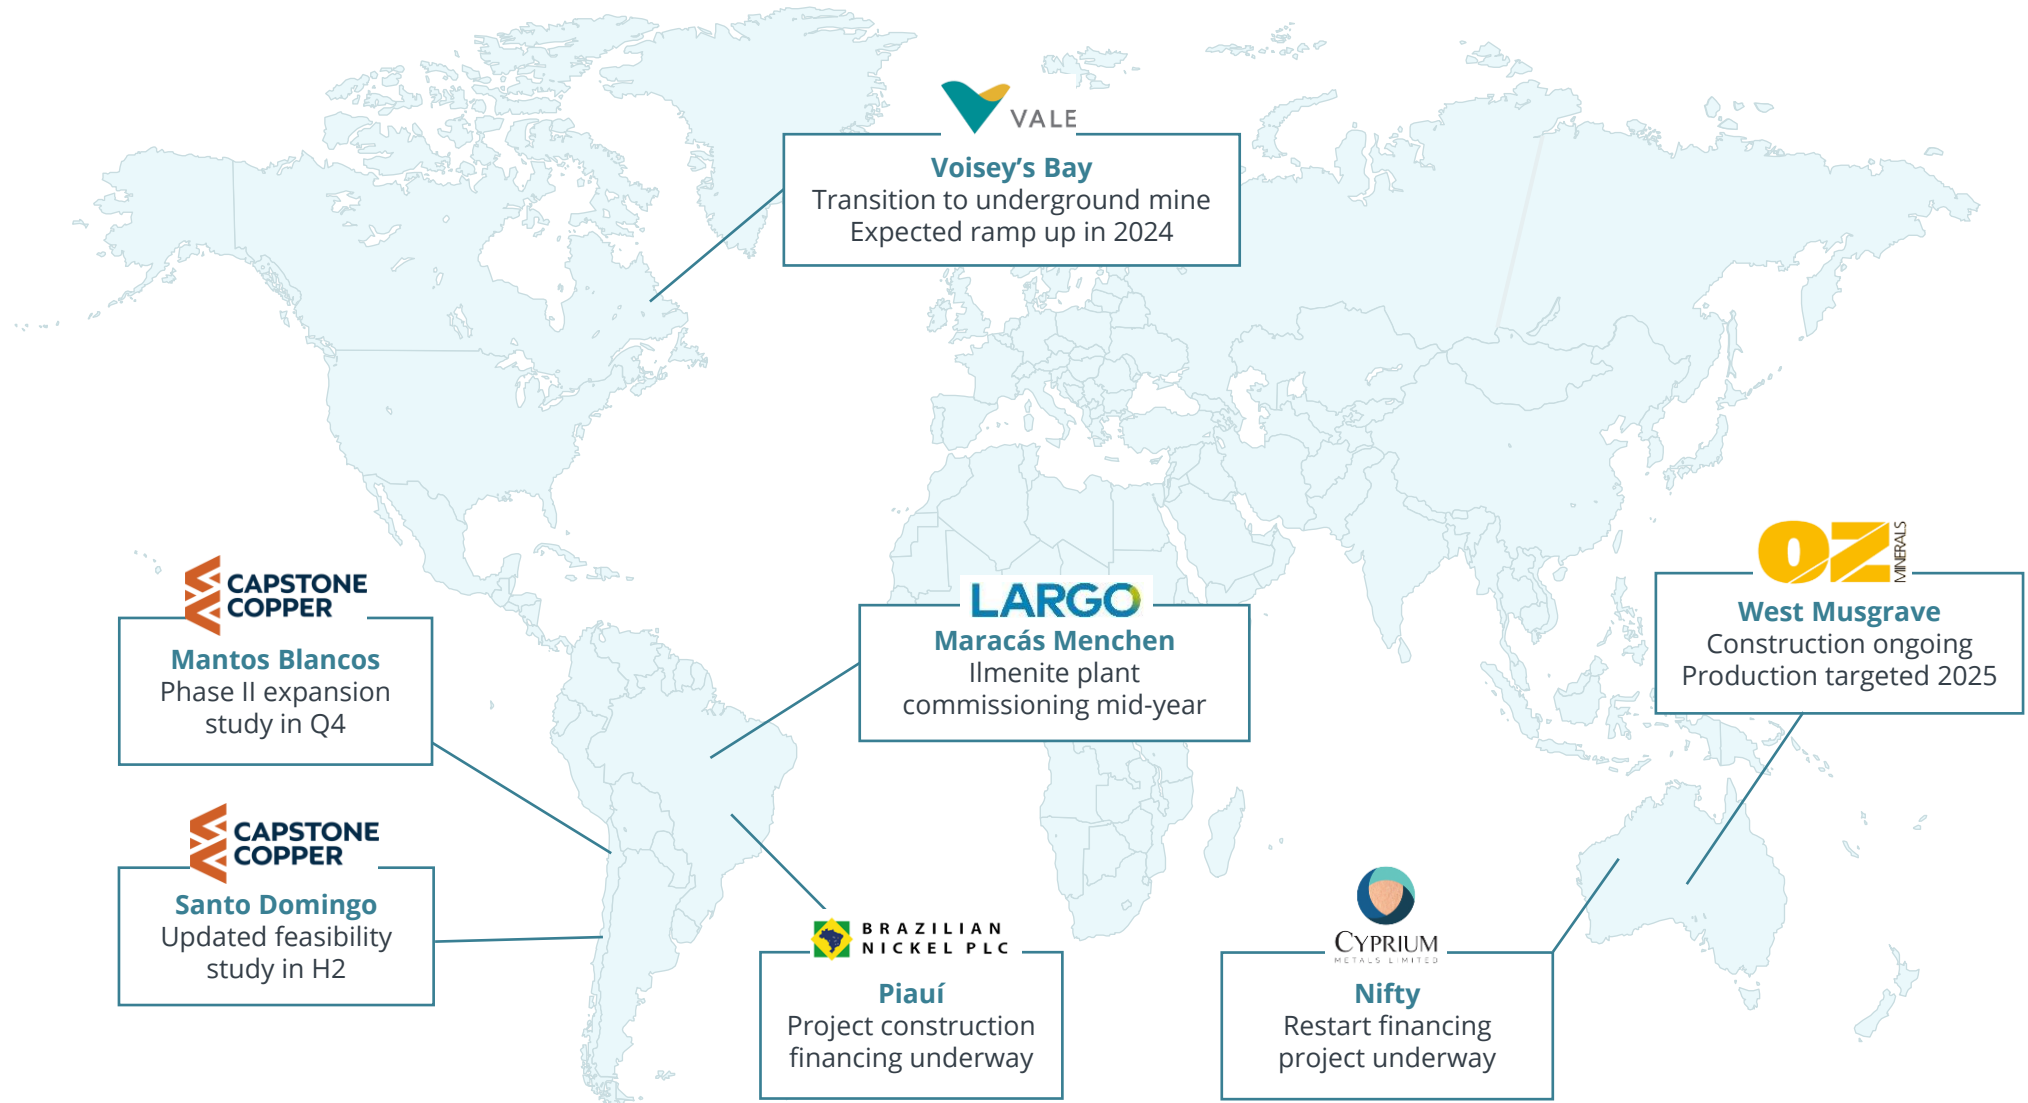 VALE
Voisey's Bay
Transition to underground mine
Expected ramp up in 2024
CAPSTONE
COPPER
Mantos Blancos
Phase II expansion
study in Q4
LARGO
Maracás Menchen
Ilmenite plant
commissioning mid-year
OZ
MINERALS
West Musgrave
Construction ongoing
Production targeted 2025
CAPSTONE
COPPER
Santo Domingo
Updated feasibility
study in H2
BRAZILIAN
NICKEL PLC
Piauí
Project construction
financing underway
CYPRIUM
METALS LIMITED
Nifty
Restart financing
project underway